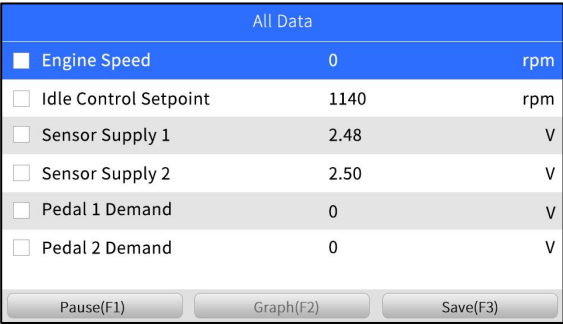 All Data
Engine Speed 0 rpm
Idle Control Setpoint 1140 rpm
Sensor Supply 1 2.48 V
Sensor Supply 2 2.50 V
Pedal 1 Demand 0 V
Pedal 2 Demand 0 V
Pause(F1) Graph(F2) Save(F3)